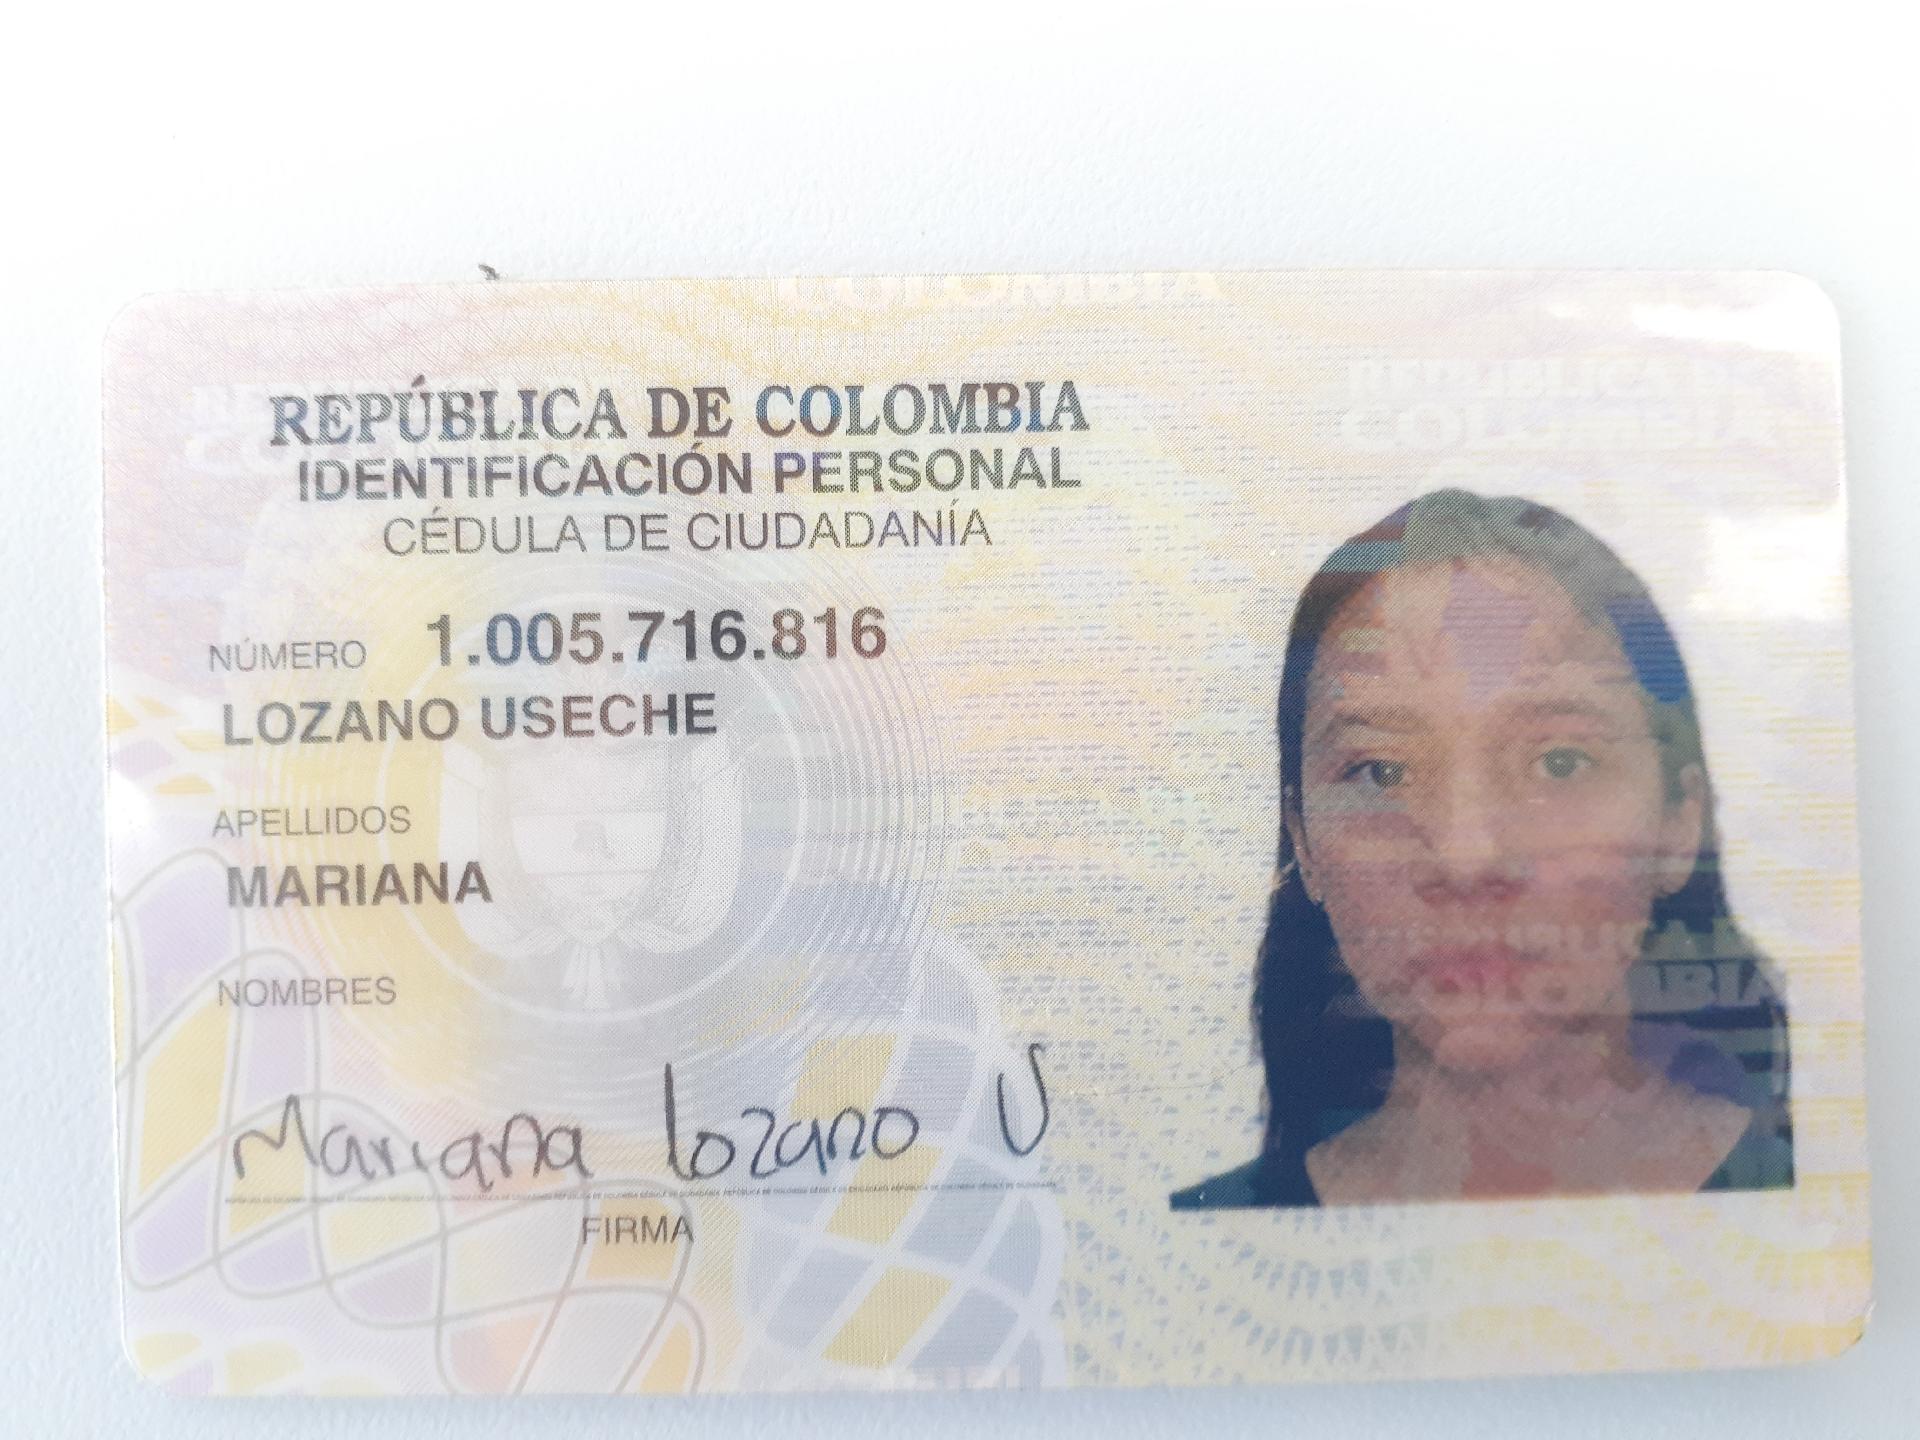 REPÚBLICA DE COLOMBIA
IDENTIFICACIÓN PERSONAL
CÉDULA DE CIUDADANÍA
NÚMERO 1.005.716.816
LOZANO USECHE
APELLIDOS
MARIANA
NOMBRES
Mariana Lozano U
FIRMA